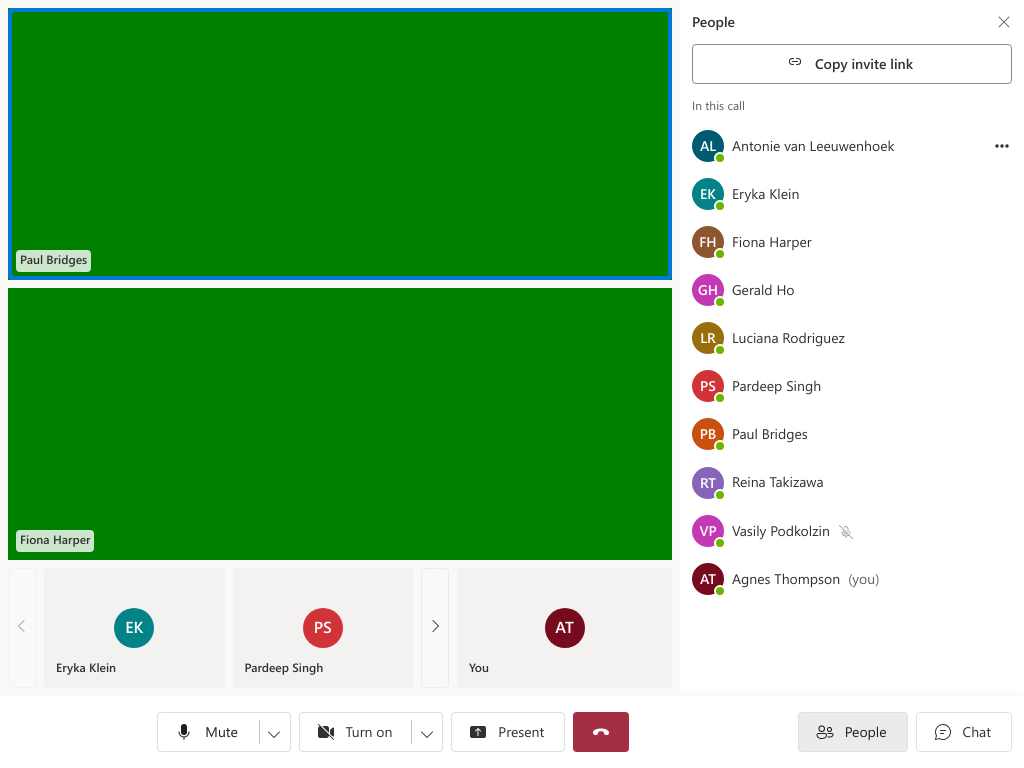 Paul Bridges
Fiona Harper
EK
Eryka Klein
PS
Pardeep Singh
AT
You
People
Copy invite link
In this call
AL Antonie van Leeuwenhoek
EK Eryka Klein
FH Fiona Harper
GH Gerald Ho
LR Luciana Rodriguez
PS Pardeep Singh
PB Paul Bridges
RT Reina Takizawa
VP Vasily Podkolzin
AT Agnes Thompson (you)
Mute Turn on Present People Chat